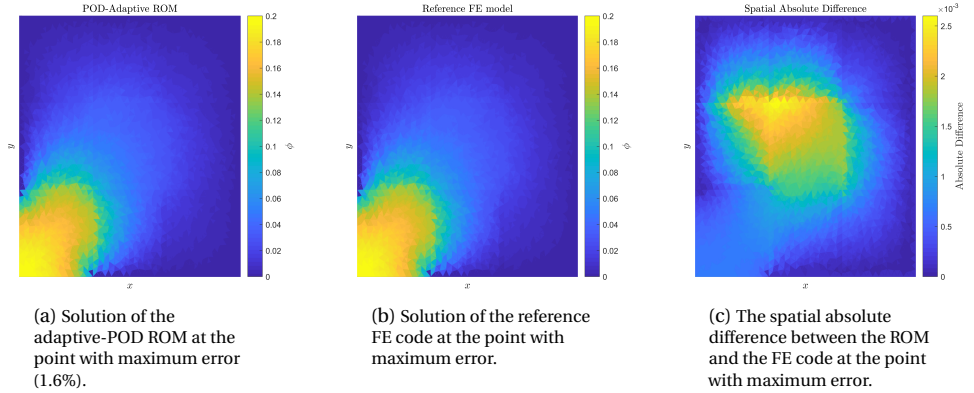 POD-Adaptive ROM
0.2
0.18
0.16
0.14
0.12
0.1
0.08
0.06
0.04
0.02
0
y
x
ϕ
Reference FE model
0.2
0.18
0.16
0.14
0.12
0.1
0.08
0.06
0.04
0.02
0
y
x
ϕ
Spatial Absolute Difference
×10⁻³
2.5
2
1.5
1
0.5
0
y
x
Absolute Difference
(a) Solution of the
adaptive-POD ROM at the
point with maximum error
(1.6%).
(b) Solution of the reference
FE code at the point with
maximum error.
(c) The spatial absolute
difference between the ROM
and the FE code at the point
with maximum error.